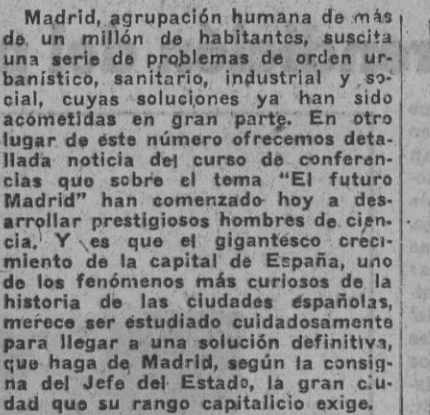 Madrid, agrupación humana de más
de un millón de habitantes, suscita
una serie de problemas de orden ur-
banístico, sanitario, industrial y so-
cial, cuyas soluciones ya han sido
acometidas en gran parte. En otro
lugar de este número ofrecemos deta-
llada noticia del curso de conferen-
cias que sobre el tema "El futuro
Madrid" han comenzado hoy a des-
arrollar prestigiosos hombres de cien-
cia. Y es que el gigantesco creci-
miento de la capital de España, uno
de los fenómenos más curiosos de la
historia de las ciudades españolas,
merece ser estudiado cuidadosamente
para llegar a una solución definitiva,
que haga de Madrid, según la consig-
na del Jefe del Estado, la gran ciu-
dad que su rango capitalicio exige.